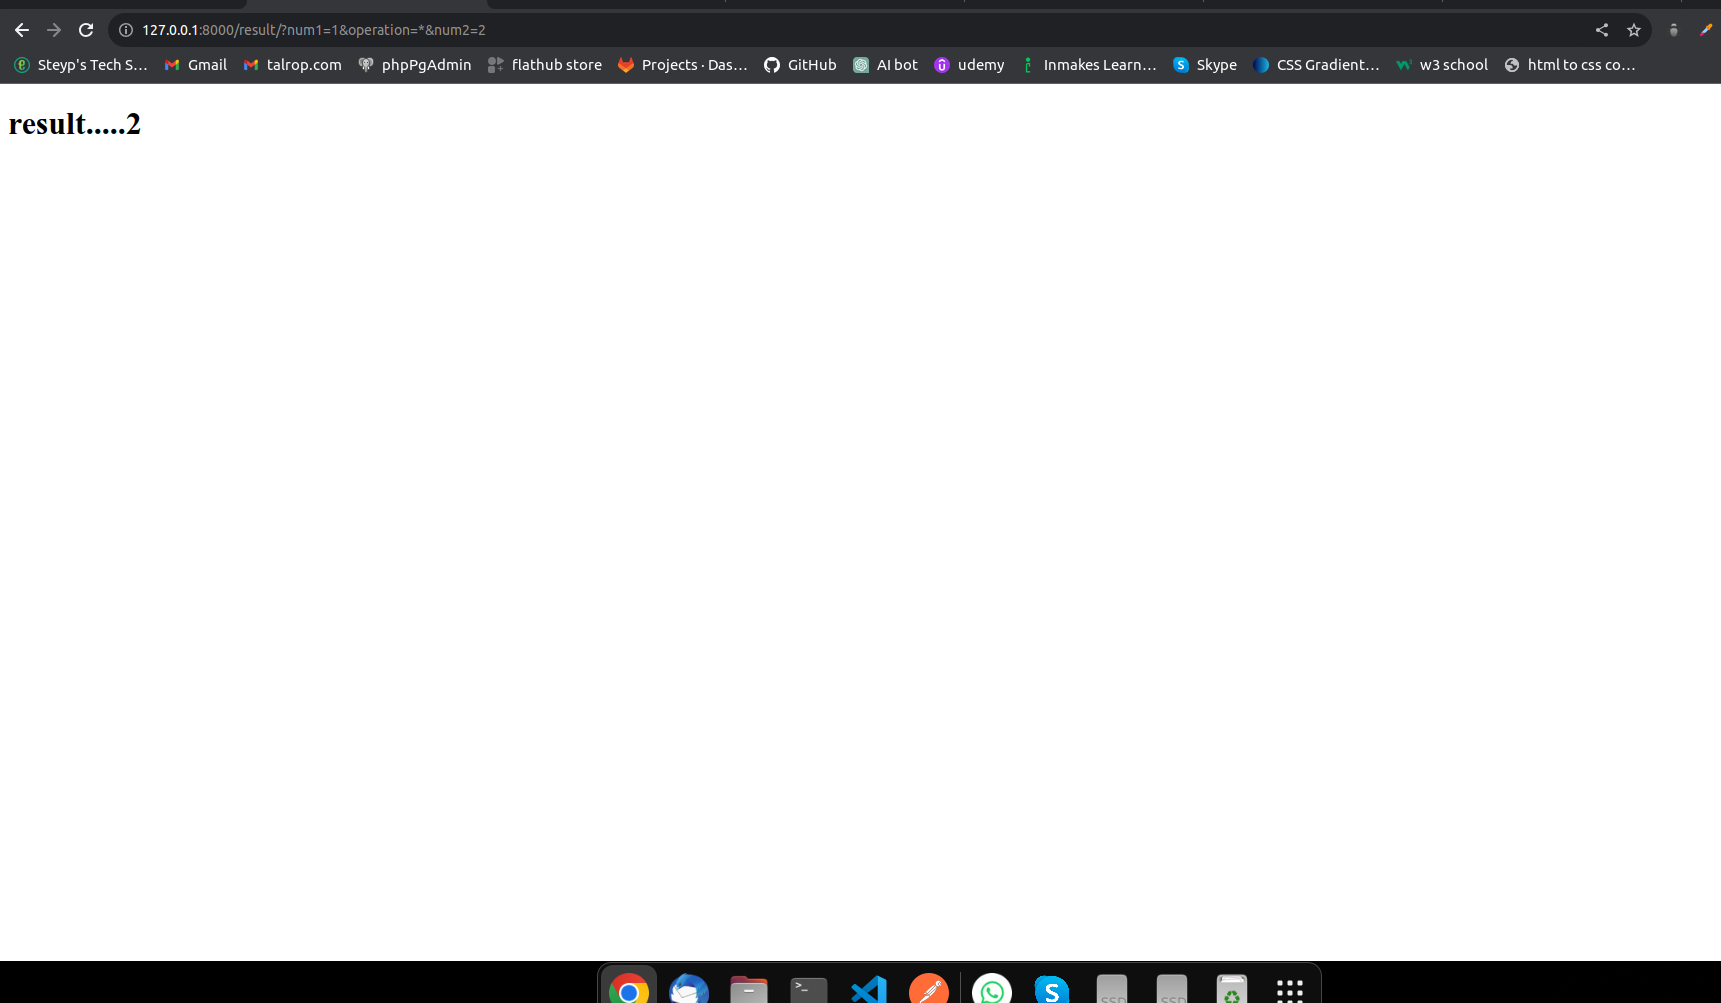 127.0.0.1:8000/result/?num1=1&operation=*&num2=2
Steyp's Tech S... Gmail talrop.com phpPgAdmin flathub store Projects · Das... GitHub AI bot udemy Inmakes Learn... Skype CSS Gradient... w3 school html to css co...
result.....2
SSD SSD